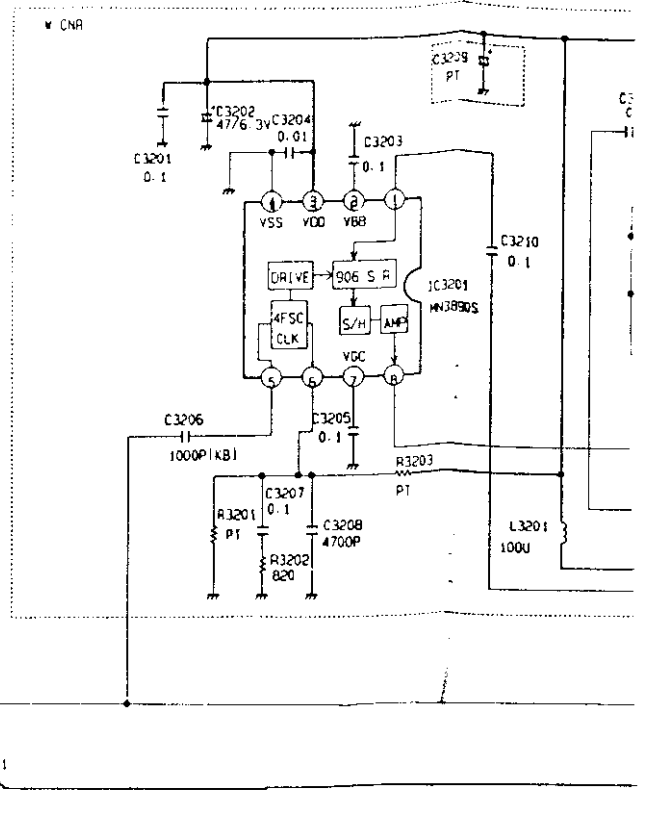 * CNR
C3209
PT
C3202
47/6.3V
C3204
0.01
C3201
0.1
C3203
0.1
4
3
2
1
VSS
VDD
VBB
C3210
0.1
DRIVE
906 S R
IC3201
MN3890S
4FSC
CLK
S/H
AMP
VGC
5
6
7
8
C3206
1000P(KB)
C3205
0.1
R3203
PT
C3207
0.1
R3201
PT
C3208
4700P
L3201
100U
R3202
820
1